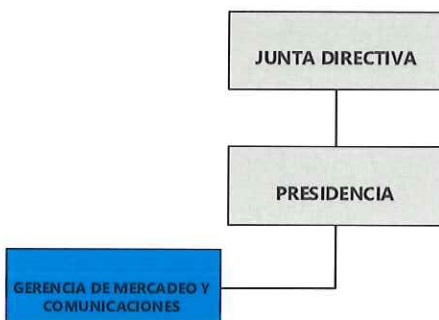 JUNTA DIRECTIVA
PRESIDENCIA
GERENCIA DE MERCADEO Y
COMUNICACIONES